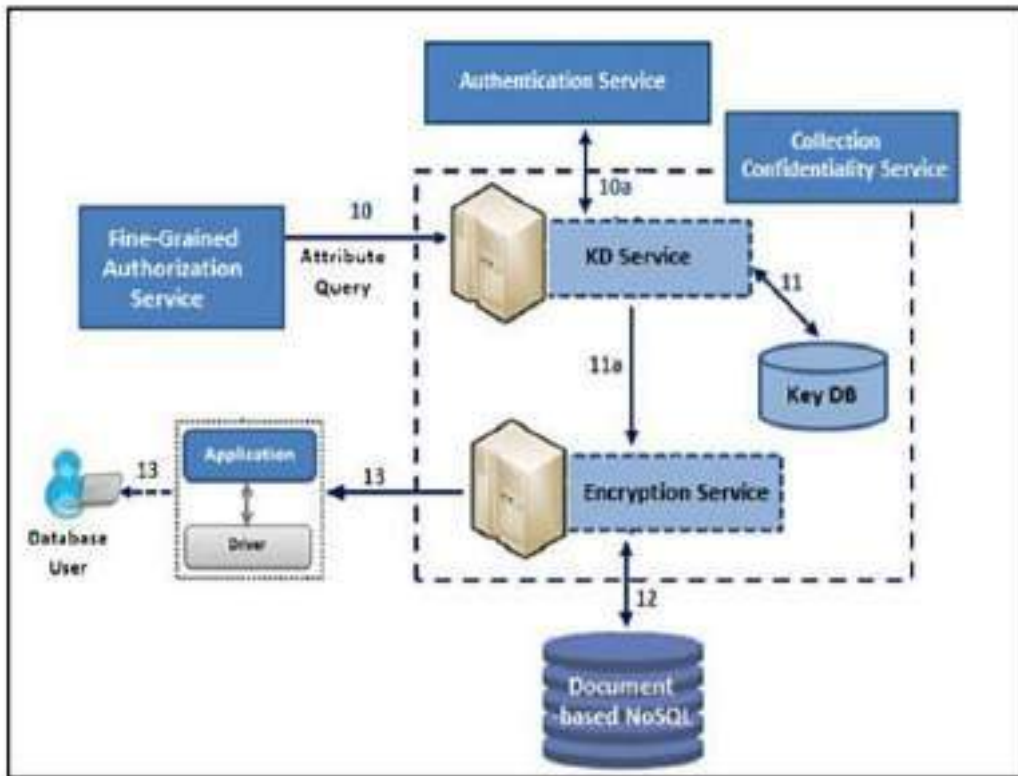 Authentication Service
Collection
Confidentiality Service
10a
10
Fine-Grained
Authorization
Service
Attribute
Query
KD Service
11
11a
Key DB
Application
13
13
Encryption Service
Driver
Database
User
12
Document
-based NoSQL